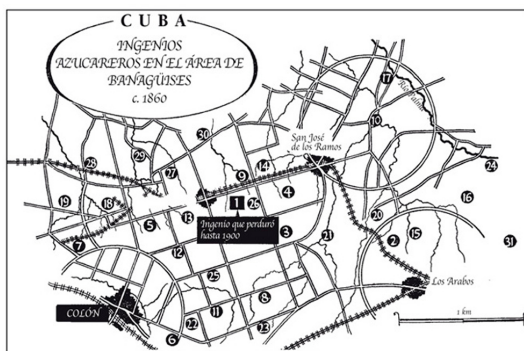 CUBA
INGENIOS
AZUCAREROS EN EL ÁREA DE
BANAGÜISES
c. 1860
17
10
30
San José
de los Ramos
29
28
27
9
14
24
4
19
18
1
26
16
13
5
20
Ingenio que perduró
hasta 1900
3
7
2
15
31
12
21
25
Los Arabos
8
COLÓN
11
22
23
6
1 km